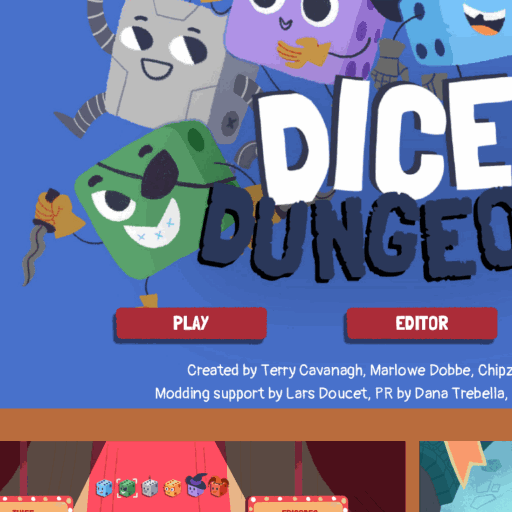 DICE
DUNGEO
PLAY
EDITOR
Created by Terry Cavanagh, Marlowe Dobbe, Chipz
Modding support by Lars Doucet, PR by Dana Trebella,